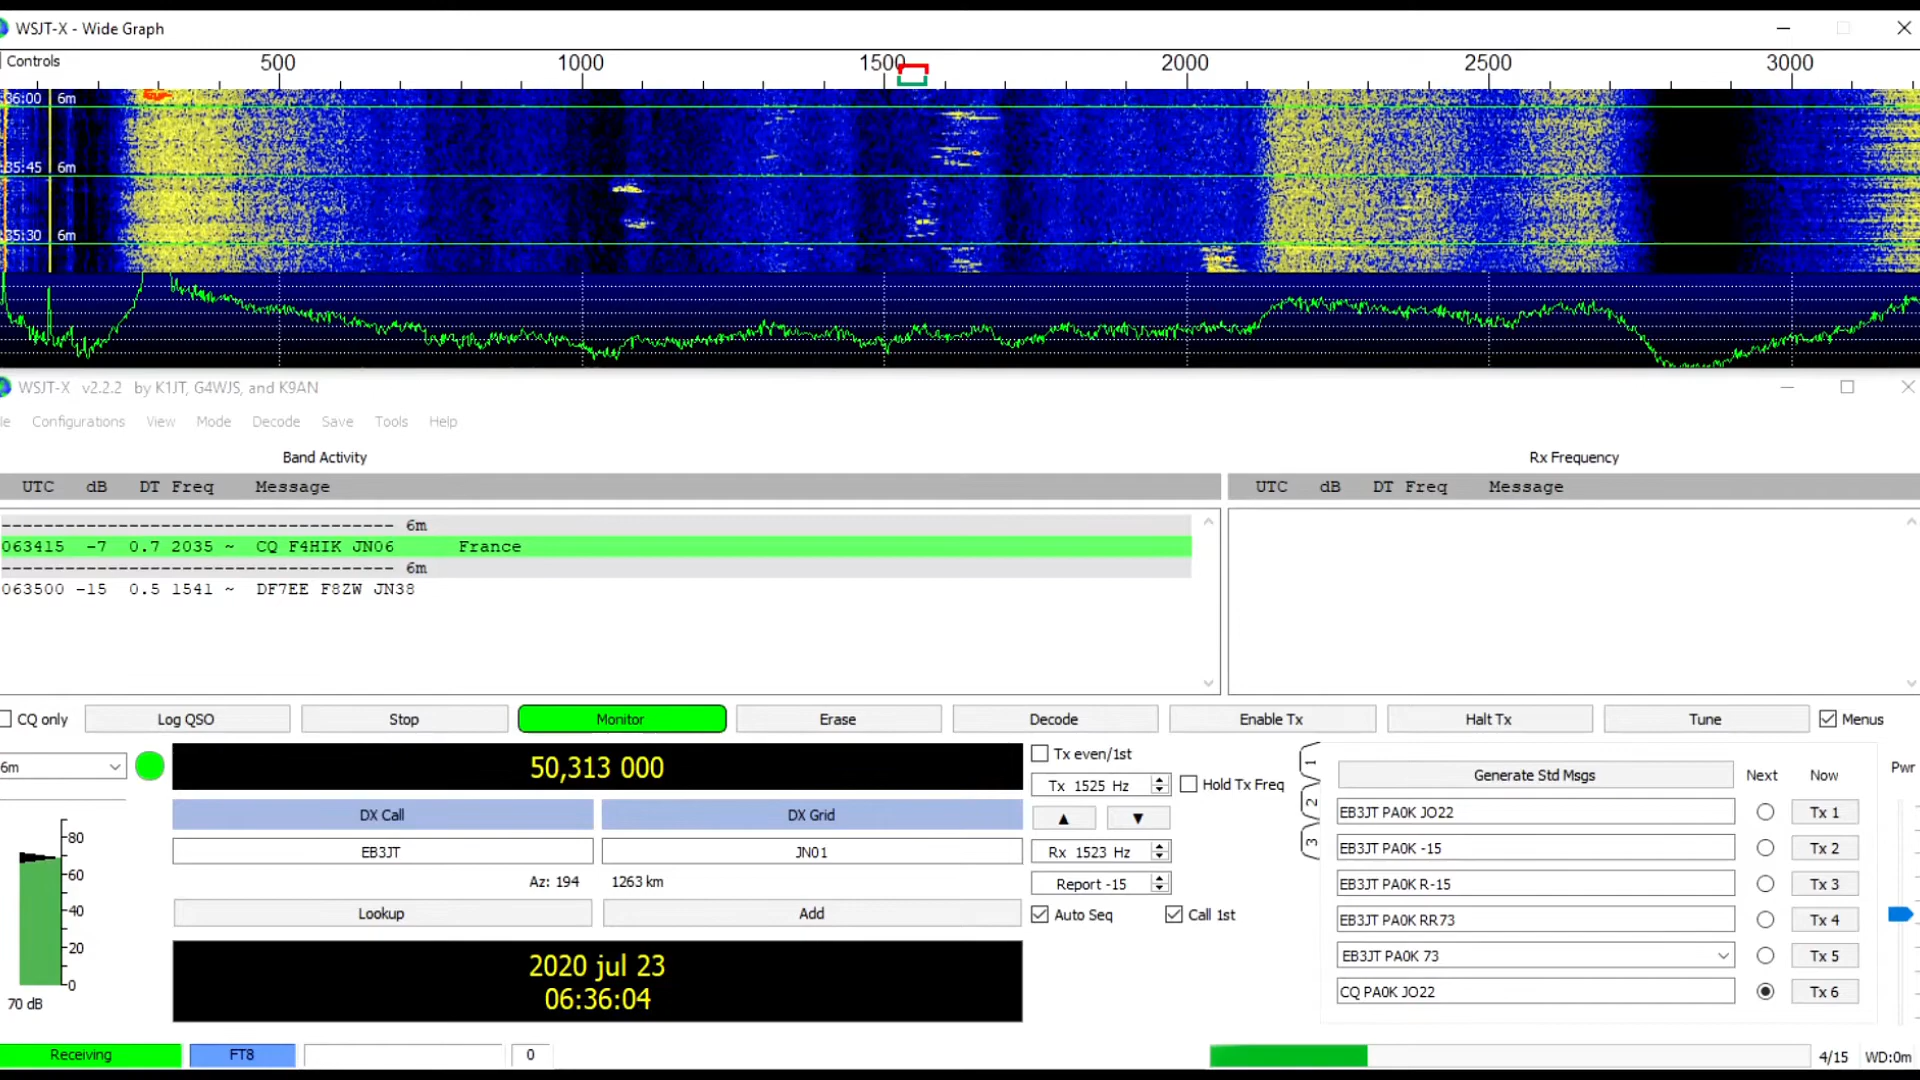 WSJT-X - Wide Graph
Controls 500 1000 1500 2000 2500 3000
36:00 6m
35:45 6m
35:30 6m
WSJT-X v2.2.2 by K1JT, G4WJS, and K9AN
le Configurations View Mode Decode Save Tools Help
Band Activity Rx Frequency
UTC dB DT Freq Message UTC dB DT Freq Message
------------------------------------- 6m
063415 -7 0.7 2035 ~ CQ F4HIK JN06 France
------------------------------------- 6m
063500 -15 0.5 1541 ~ DF7EE F8ZW JN38
CQ only Log QSO Stop Monitor Erase Decode Enable Tx Halt Tx Tune Menus
6m 50,313 000 Tx even/1st
Tx 1525 Hz Hold Tx Freq
1 Generate Std Msgs Next Now Pwr
DX Call DX Grid
2 EB3JT PA0K JO22 Tx 1
EB3JT JN01 Rx 1523 Hz
3 EB3JT PA0K -15 Tx 2
Az: 194 1263 km Report -15
EB3JT PA0K R-15 Tx 3
Lookup Add Auto Seq Call 1st
EB3JT PA0K RR73 Tx 4
EB3JT PA0K 73 Tx 5
CQ PA0K JO22 Tx 6
80
60
40
20
0
70 dB
2020 jul 23
06:36:04
Receiving FT8 0 4/15 WD:0m